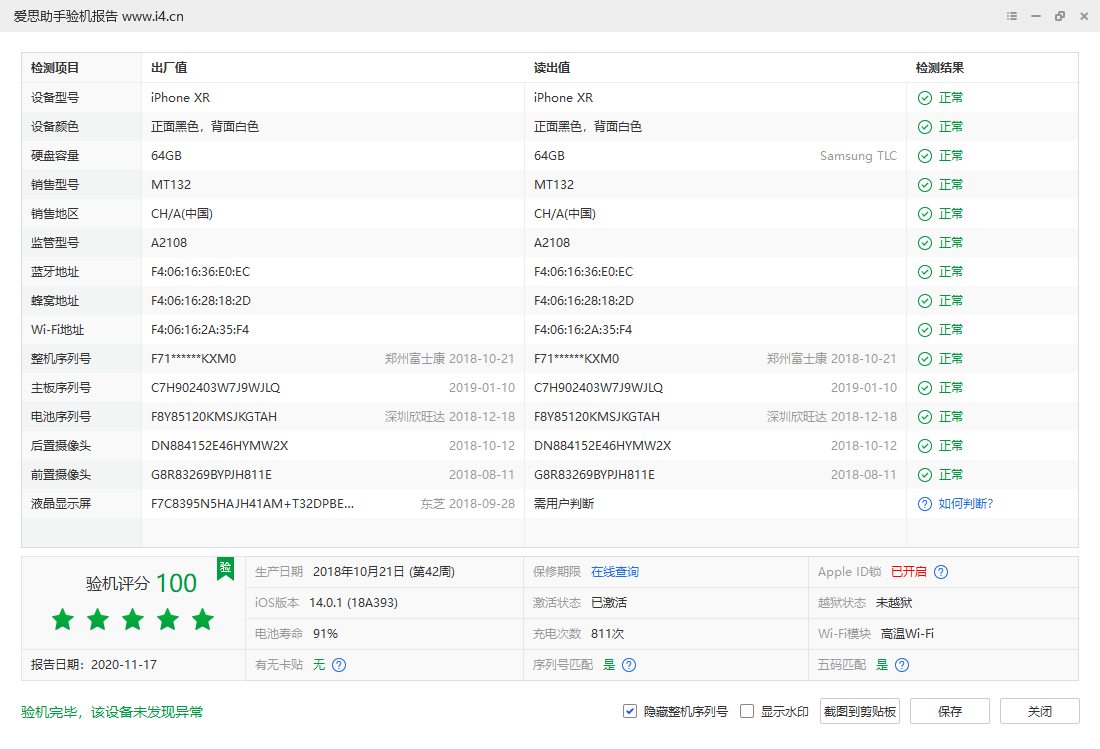 爱思助手验机报告 www.i4.cn
检测项目 出厂值 读出值 检测结果
设备型号 iPhone XR iPhone XR 正常
设备颜色 正面黑色，背面白色 正面黑色，背面白色 正常
硬盘容量 64GB 64GB Samsung TLC 正常
销售型号 MT132 MT132 正常
销售地区 CH/A(中国) CH/A(中国) 正常
监管型号 A2108 A2108 正常
蓝牙地址 F4:06:16:36:E0:EC F4:06:16:36:E0:EC 正常
蜂窝地址 F4:06:16:28:18:2D F4:06:16:28:18:2D 正常
Wi-Fi地址 F4:06:16:2A:35:F4 F4:06:16:2A:35:F4 正常
整机序列号 F71******KXM0 郑州富士康 2018-10-21 F71******KXM0 郑州富士康 2018-10-21 正常
主板序列号 C7H902403W7J9WJLQ 2019-01-10 C7H902403W7J9WJLQ 2019-01-10 正常
电池序列号 F8Y85120KMSJKGTAH 深圳欣旺达 2018-12-18 F8Y85120KMSJKGTAH 深圳欣旺达 2018-12-18 正常
后置摄像头 DN884152E46HYMW2X 2018-10-12 DN884152E46HYMW2X 2018-10-12 正常
前置摄像头 G8R83269BYPJH811E 2018-08-11 G8R83269BYPJH811E 2018-08-11 正常
液晶显示屏 F7C8395N5HAJH41AM+T32DPBE... 东芝 2018-09-28 需用户判断 如何判断?
验机评分 100 验
生产日期 2018年10月21日 (第42周) 保修期限 在线查询 Apple ID锁 已开启
iOS版本 14.0.1 (18A393) 激活状态 已激活 越狱状态 未越狱
电池寿命 91% 充电次数 811次 Wi-Fi模块 高温Wi-Fi
报告日期：2020-11-17 有无卡贴 无 序列号匹配 是 五码匹配 是
验机完毕，该设备未发现异常 隐藏整机序列号 显示水印 截图到剪贴板 保存 关闭